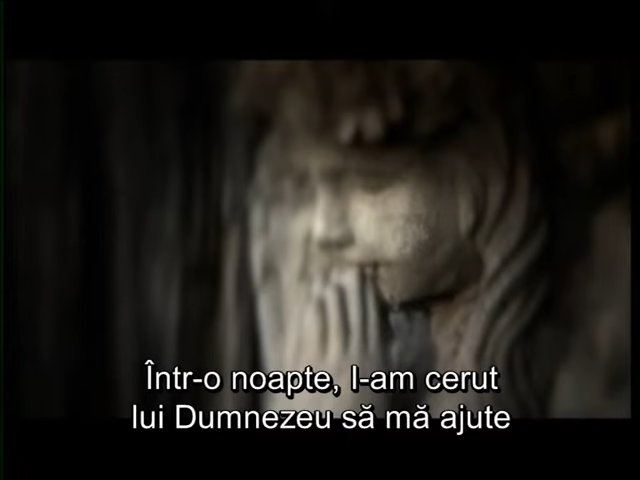 Într-o noapte, I-am cerut
lui Dumnezeu să mă ajute